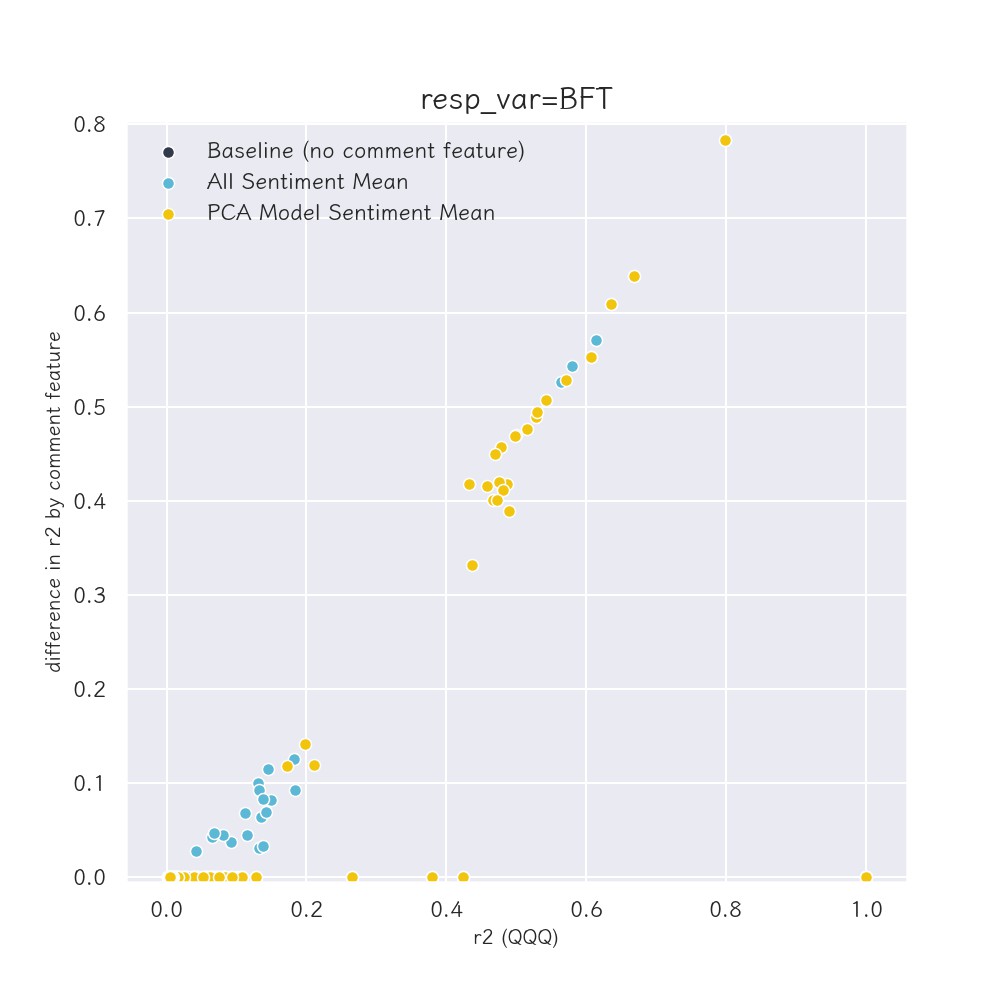 resp_var=BFT
Baseline (no comment feature)
All Sentiment Mean
PCA Model Sentiment Mean
difference in r2 by comment feature
0.8
0.7
0.6
0.5
0.4
0.3
0.2
0.1
0.0
0.0 0.2 0.4 0.6 0.8 1.0
r2 (QQQ)